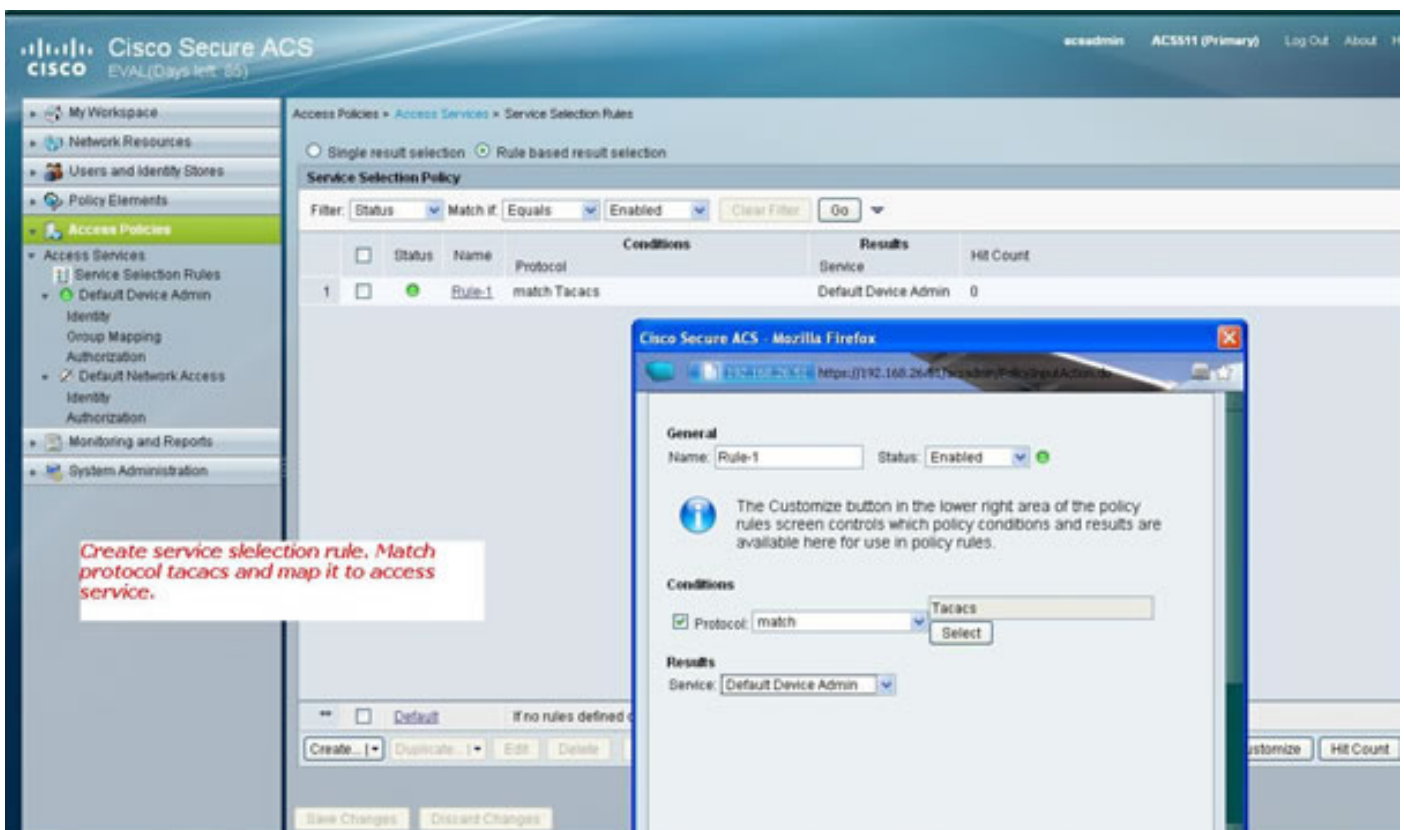 Cisco Secure ACS
CISCO EVAL(Days left: 85)
acsadmin ACS511 (Primary) Log Out About H
My Workspace
Network Resources
Users and Identity Stores
Policy Elements
Access Policies
Access Services
Service Selection Rules
Default Device Admin
Identity
Group Mapping
Authorization
Default Network Access
Identity
Authorization
Monitoring and Reports
System Administration
Access Policies > Access Services > Service Selection Rules
Single result selection Rule based result selection
Service Selection Policy
Filter: Status Match if: Equals Enabled Clear Filter Go
Conditions Results
Status Name Protocol Service Hit Count
1 Rule-1 match Tacacs Default Device Admin 0
Cisco Secure ACS - Mozilla Firefox
General
Name: Rule-1 Status: Enabled
The Customize button in the lower right area of the policy
rules screen controls which policy conditions and results are
available here for use in policy rules.
Conditions
Protocol: match Tacacs
Select
Results
Service: Default Device Admin
Create service slelection rule. Match
protocol tacacs and map it to access
service.
** Default If no rules defined
Create... Duplicate... Edit Delete ustomize Hit Count
Save Changes Discard Changes